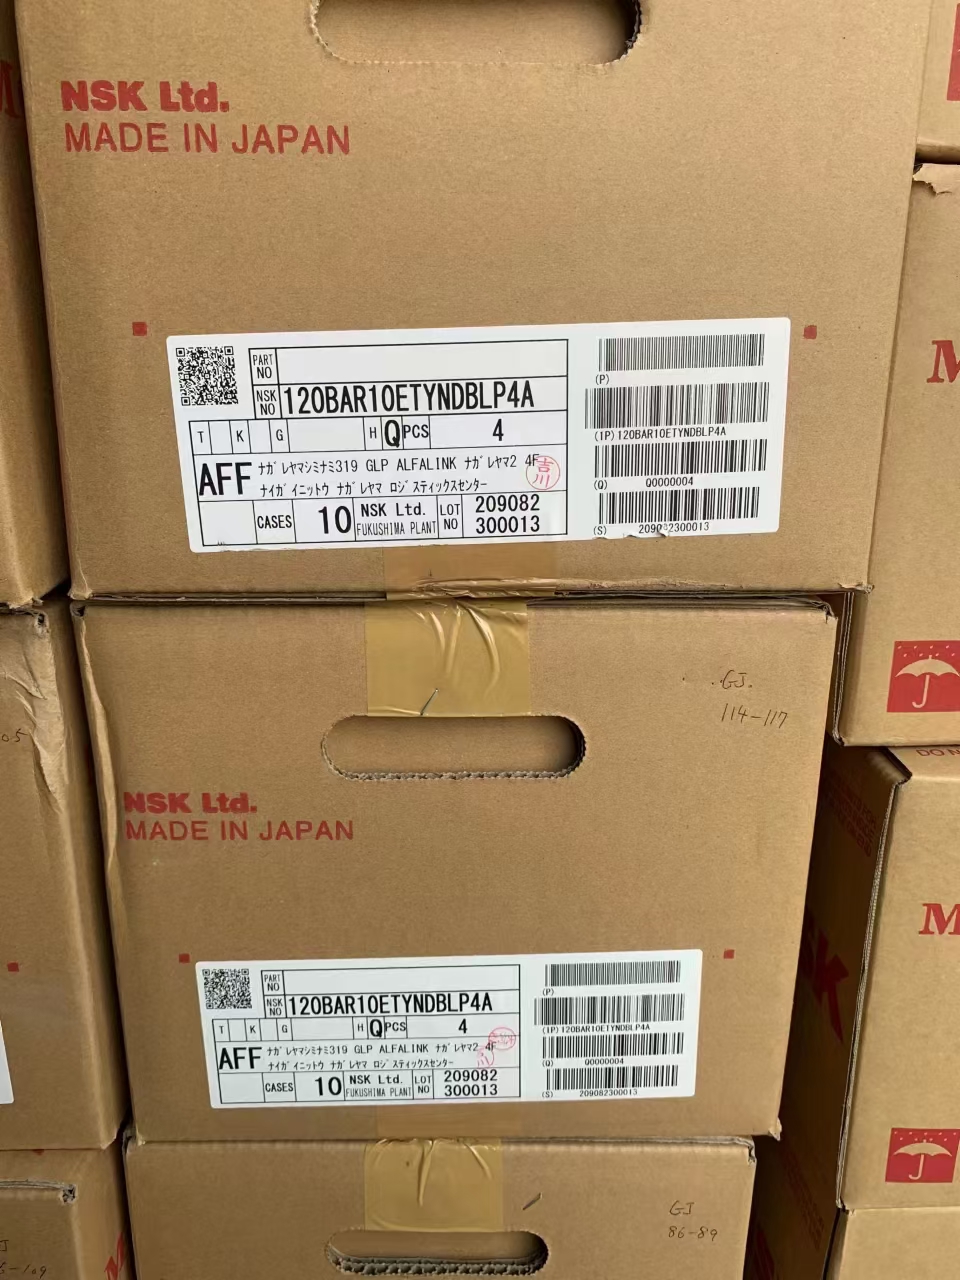 NSK Ltd.
MADE IN JAPAN
PART NO
NSK NO 120BAR10ETYNDBLP4A
T K G H Q PCS 4
AFF ナガレヤマシミナミ319 GLP ALFALINK ナガレヤマ2 4F
ナイガイニットウ ナガレヤマ ロジスティックスセンター
吉川
CASES 10 NSK Ltd. FUKUSHIMA PLANT LOT NO 209082 300013
(P)
(1P) 120BAR10ETYNDBLP4A
(Q) Q0000004
(S) 209082300013
GJ.
114-117
NSK Ltd.
MADE IN JAPAN
PART NO
NSK NO 120BAR10ETYNDBLP4A
T K G H Q PCS 4
AFF ナガレヤマシミナミ319 GLP ALFALINK ナガレヤマ2 4F
ナイガイニットウ ナガレヤマ ロジスティックスセンター
CASES 10 NSK Ltd. FUKUSHIMA PLANT LOT NO 209082 300013
(P)
(1P) 120BAR10ETYNDBLP4A
(Q) Q0000004
(S) 209082300013
GJ
86-89